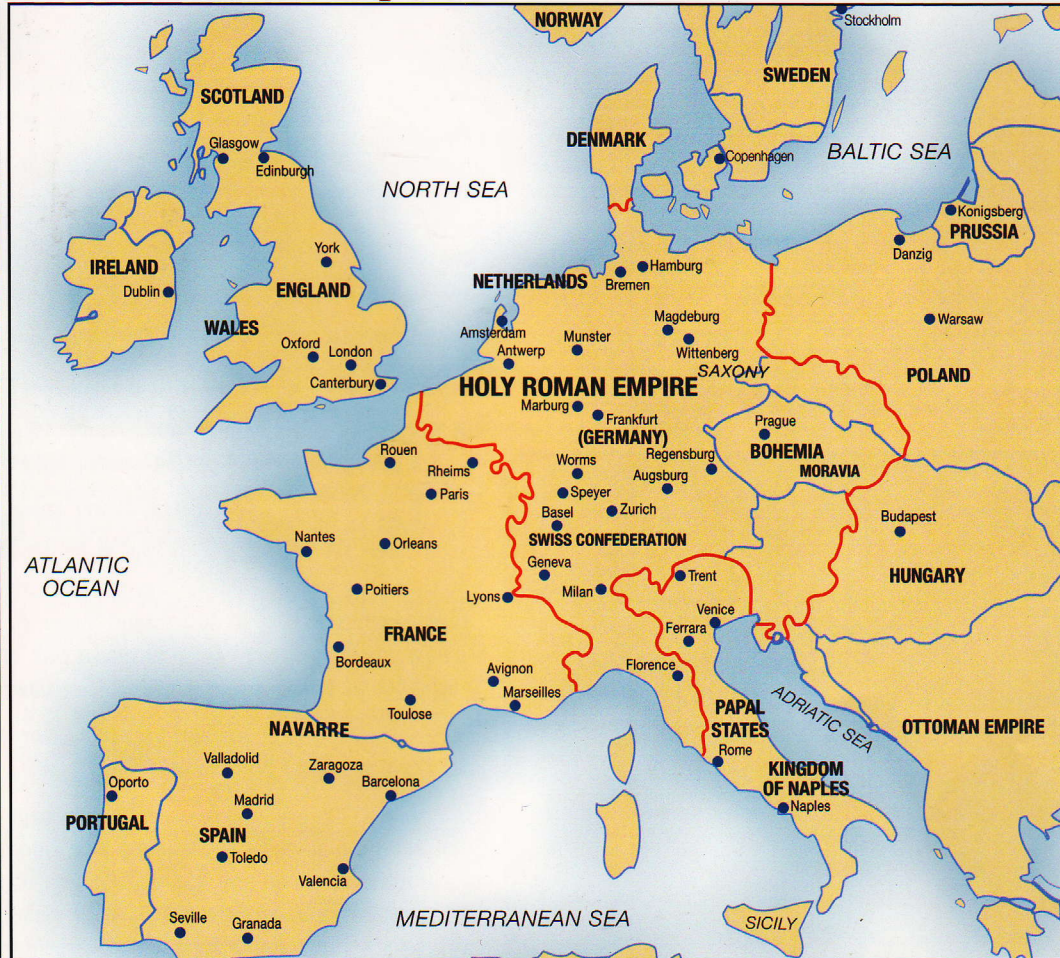 NORWAY
Stockholm
SWEDEN
SCOTLAND
DENMARK
Glasgow
Edinburgh
Copenhagen
BALTIC SEA
NORTH SEA
Konigsberg
PRUSSIA
Danzig
York
IRELAND
Dublin
ENGLAND
NETHERLANDS
Hamburg
Bremen
WALES
Amsterdam
Magdeburg
Warsaw
Oxford
London
Canterbury
Antwerp
Munster
Wittenberg
SAXONY
POLAND
HOLY ROMAN EMPIRE
Marburg
Frankfurt
(GERMANY)
Prague
BOHEMIA
MORAVIA
Rouen
Rheims
Paris
Worms
Regensburg
Augsburg
Speyer
Basel
Zurich
SWISS CONFEDERATION
Budapest
HUNGARY
Nantes
Orleans
ATLANTIC
OCEAN
Poitiers
Geneva
Milan
Trent
Lyons
Venice
Ferrara
FRANCE
Bordeaux
Florence
Avignon
Marseilles
Toulose
ADRIATIC SEA
PAPAL
STATES
OTTOMAN EMPIRE
NAVARRE
Rome
Valladolid
Zaragoza
Barcelona
KINGDOM
OF NAPLES
Naples
Oporto
PORTUGAL
Madrid
SPAIN
Toledo
Valencia
Seville
Granada
MEDITERRANEAN SEA
SICILY